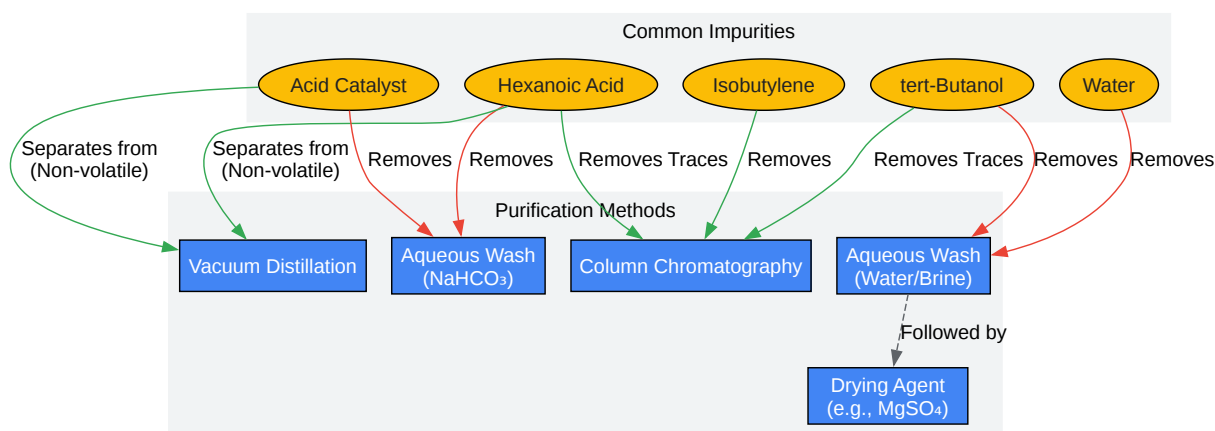 Common Impurities
Acid Catalyst
Hexanoic Acid
Isobutylene
tert-Butanol
Water
Separates from
(Non-volatile)
Separates from
(Non-volatile)
Removes
Removes
Removes Traces
Removes
Removes Traces
Removes
Removes
Purification Methods
Vacuum Distillation
Aqueous Wash
(NaHCO₃)
Column Chromatography
Aqueous Wash
(Water/Brine)
Followed by
Drying Agent
(e.g., MgSO₄)